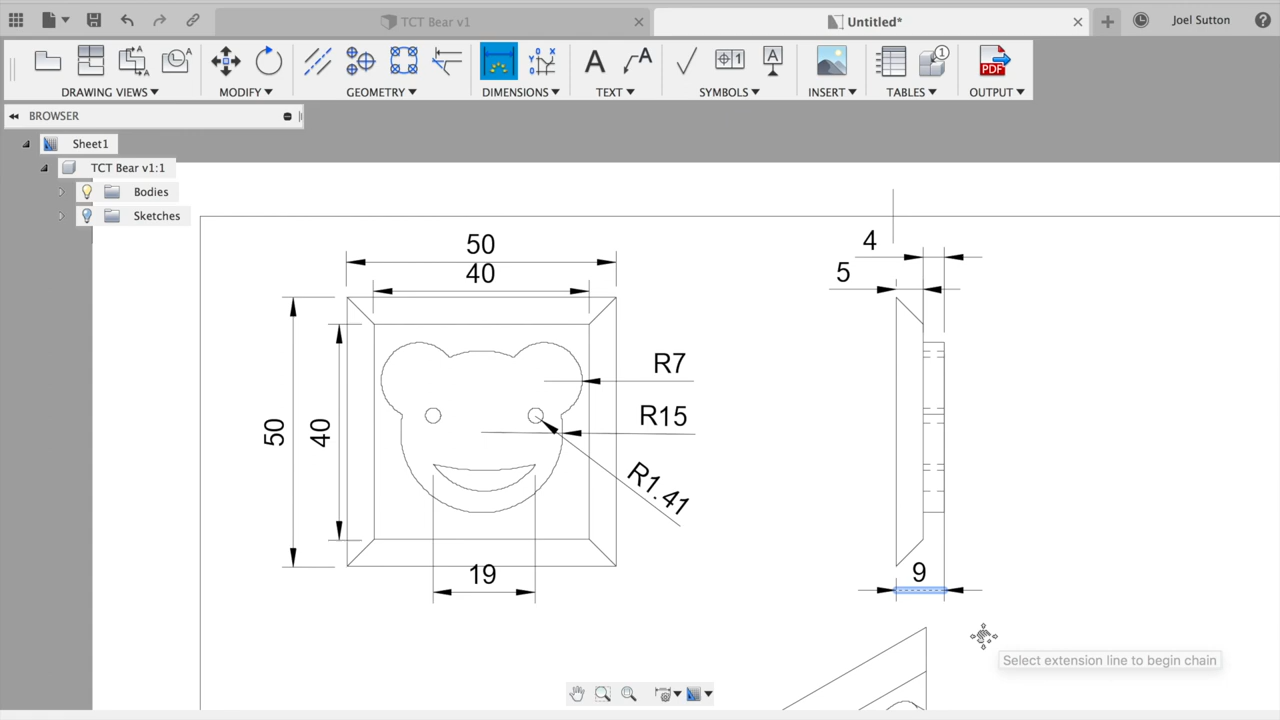 TCT Bear v1
Untitled*
Joel Sutton
DRAWING VIEWS
MODIFY
GEOMETRY
DIMENSIONS
TEXT
SYMBOLS
INSERT
TABLES
OUTPUT
BROWSER
Sheet1
TCT Bear v1:1
Bodies
Sketches
50
40
50
40
R7
R15
R1.41
19
4
5
9
Select extension line to begin chain
A
A
1
A
1
PDF
X
Y
X
?